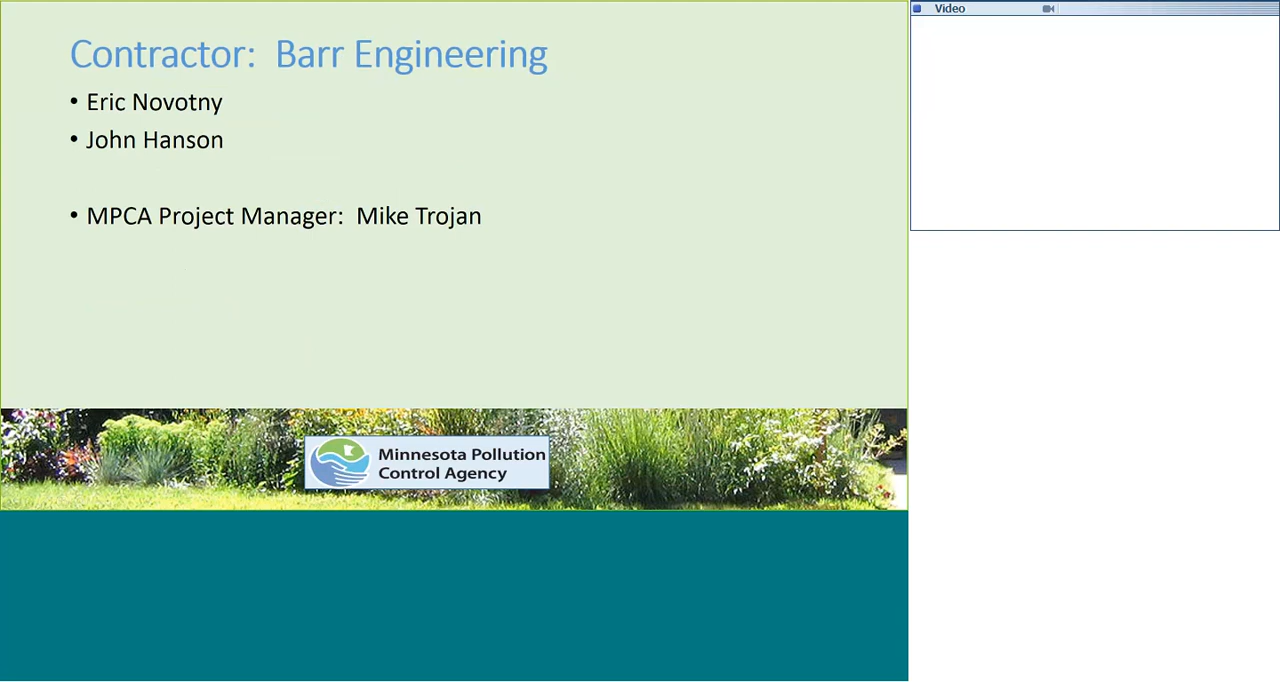 Contractor:  Barr Engineering
• Eric Novotny
• John Hanson
• MPCA Project Manager:  Mike Trojan
Minnesota Pollution
Control Agency
Video